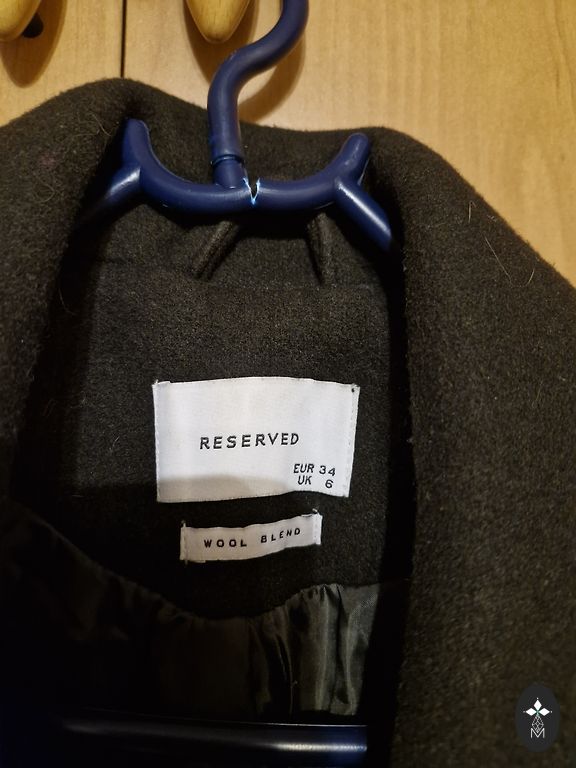 RESERVED
EUR 34
UK 6
WOOL BLEND
M